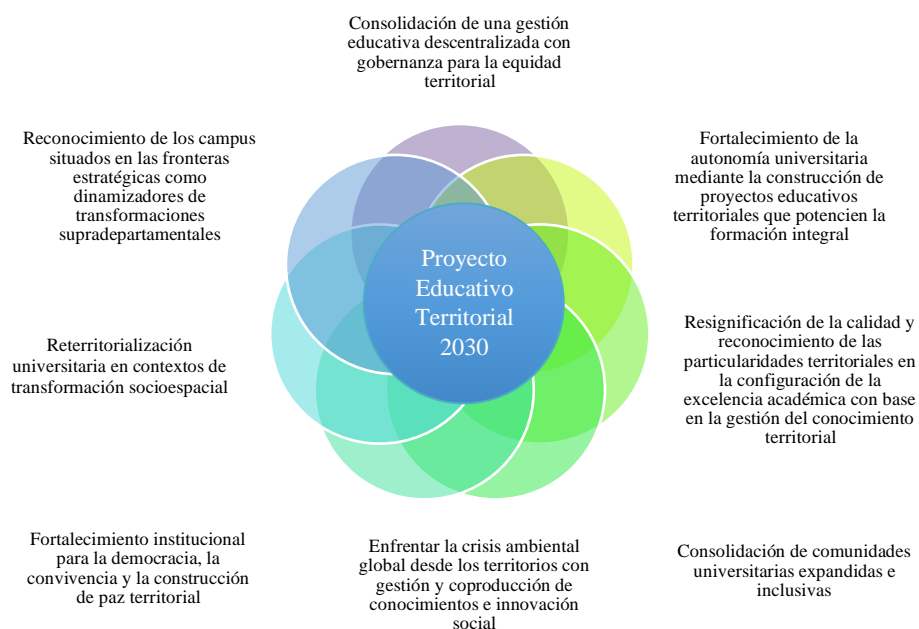 Consolidación de una gestión
educativa descentralizada con
gobernanza para la equidad
territorial
Reconocimiento de los campus
situados en las fronteras
estratégicas como
dinamizadores de
transformaciones
supradepartamentales
Fortalecimiento de la
autonomía universitaria
mediante la construcción de
proyectos educativos
territoriales que potencien la
formación integral
Proyecto
Educativo
Territorial
2030
Reterritorialización
universitaria en contextos de
transformación socioespacial
Resignificación de la calidad y
reconocimiento de las
particularidades territoriales en
la configuración de la
excelencia académica con base
en la gestión del conocimiento
territorial
Fortalecimiento institucional
para la democracia, la
convivencia y la construcción
de paz territorial
Enfrentar la crisis ambiental
global desde los territorios con
gestión y coproducción de
conocimientos e innovación
social
Consolidación de comunidades
universitarias expandidas e
inclusivas